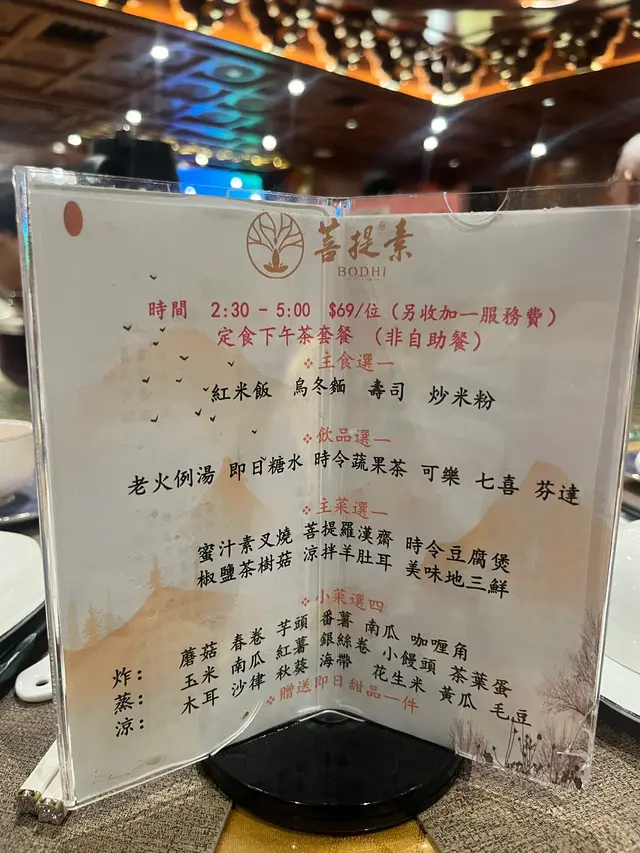 菩提素
BODHI
時間 2:30 - 5:00 $69/位（另收加一服務費）
定食下午茶套餐 （非自助餐）
主食選一
紅米飯 烏冬麵 壽司 炒米粉
飲品選一
老火例湯 即日糖水 時令蔬果茶 可樂 七喜 芬達
主菜選一
蜜汁素叉燒 菩提羅漢齋 時令豆腐煲
椒鹽茶樹菇 涼拌羊肚耳 美味地三鮮
小菜選四
炸： 蘑菇 春卷 芋頭 番薯 南瓜 咖喱角
蒸： 玉米 南瓜 紅薯 銀絲卷 小饅頭 茶葉蛋
涼： 木耳 沙律 秋葵 海帶 花生米 黃瓜 毛豆
贈送即日甜品一件